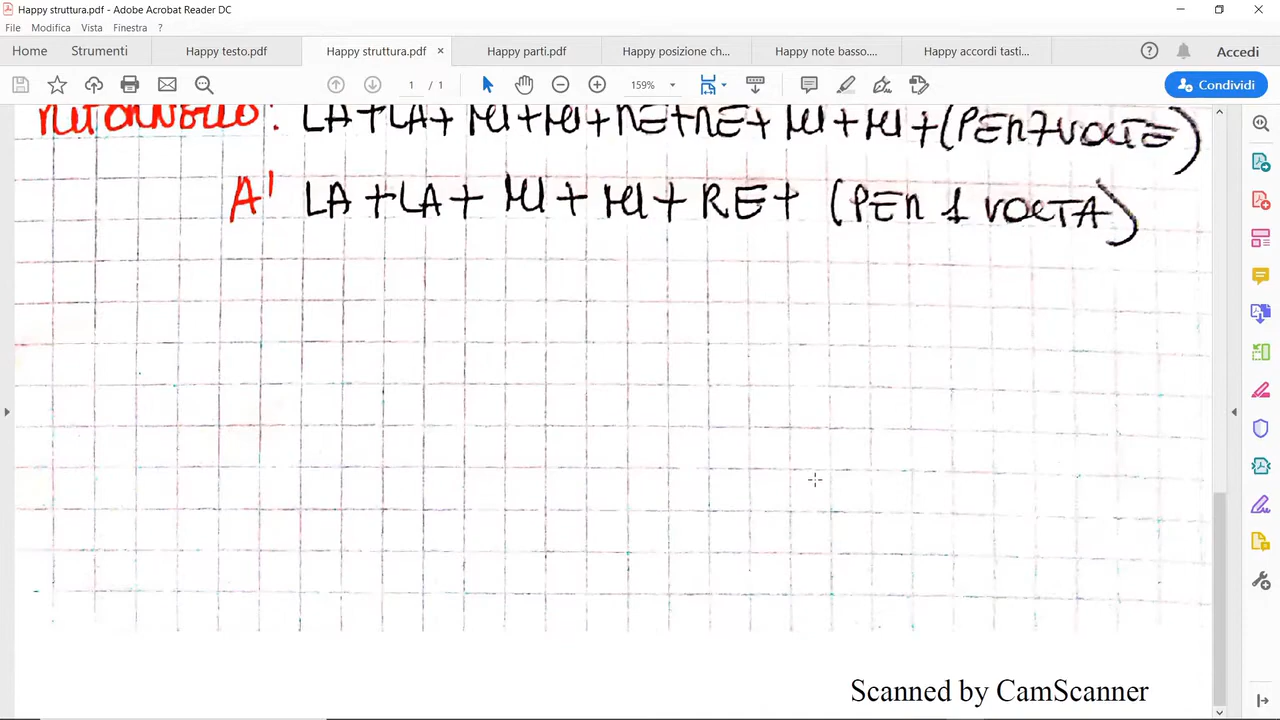 Happy struttura.pdf - Adobe Acrobat Reader DC
File Modifica Vista Finestra ?
Home Strumenti Happy testo.pdf Happy struttura.pdf × Happy parti.pdf Happy posizione ch... Happy note basso.... Happy accordi tasti... Accedi
1 / 1 159% Condividi
RITORNELLO: LA+LA+MI+MI+RE+RE+MI+MI+(PER 7 VOLTE)
A' LA+LA+MI+MI+RE+ (PER 1 VOLTA)
Scanned by CamScanner